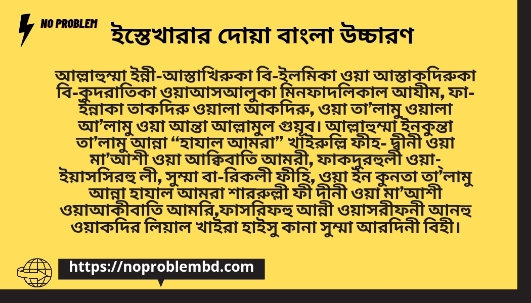 NO PROBLEM
ইস্তেখারার দোয়া বাংলা উচ্চারণ
আল্লাহুম্মা ইন্নী-আস্তাখিরুকা বি-ইলমিকা ওয়া আস্তাকদিরুকা
বি-কুদরাতিকা ওয়াআসআলুকা মিনফাদলিকাল আযীম, ফা-
ইন্নাকা তাকদিরু ওয়ালা আকদিরু, ওয়া তা’লামু ওয়ালা
আ’লামু ওয়া আন্তা আল্লামুল গুয়ূব। আল্লাহুম্মা ইনকুন্তা
তা’লামু আন্না “হাযাল আমরা” খাইরুল্লি ফীহ- দ্বীনী ওয়া
মা’আশী ওয়া আক্বিবাতি আমরী, ফাকদুরহুলী ওয়া-
ইয়াসসিরহু লী, সুম্মা বা-রিকলী ফীহি, ওয়া ইন কুনতা তা’লামু
আন্না হাযাল আমরা শাররুল্লী ফী দীনী ওয়া মা’আশী
ওয়াআকীবাতি আমরি,ফাসরিফহু আন্নী ওয়াসরীফনী আনহু
ওয়াকদির লিয়াল খাইরা হাইসু কানা সুম্মা আরদিনী বিহী।
https://noproblembd.com